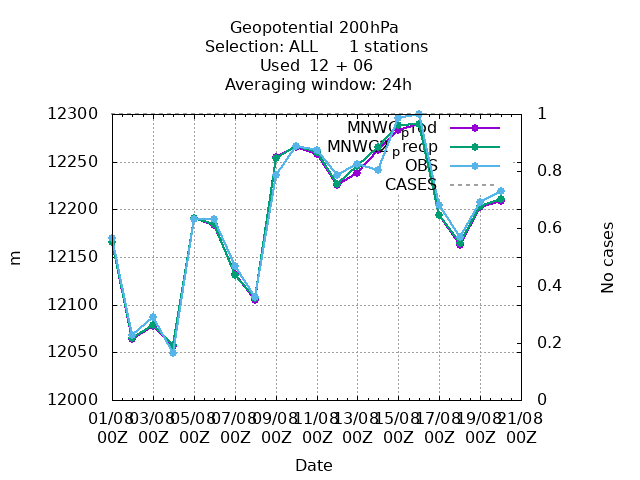 Geopotential 200hPa
Selection: ALL 1 stations
Used 12 + 06
Averaging window: 24h
12300
12250
12200
12150
12100
12050
12000
m
1
0.8
0.6
0.4
0.2
0
No cases
OBS
CASES
01/08 03/08 05/08 07/08 09/08 11/08 13/08 15/08 17/08 19/08 21/08
00Z 00Z 00Z 00Z 00Z 00Z 00Z 00Z 00Z 00Z 00Z
Date